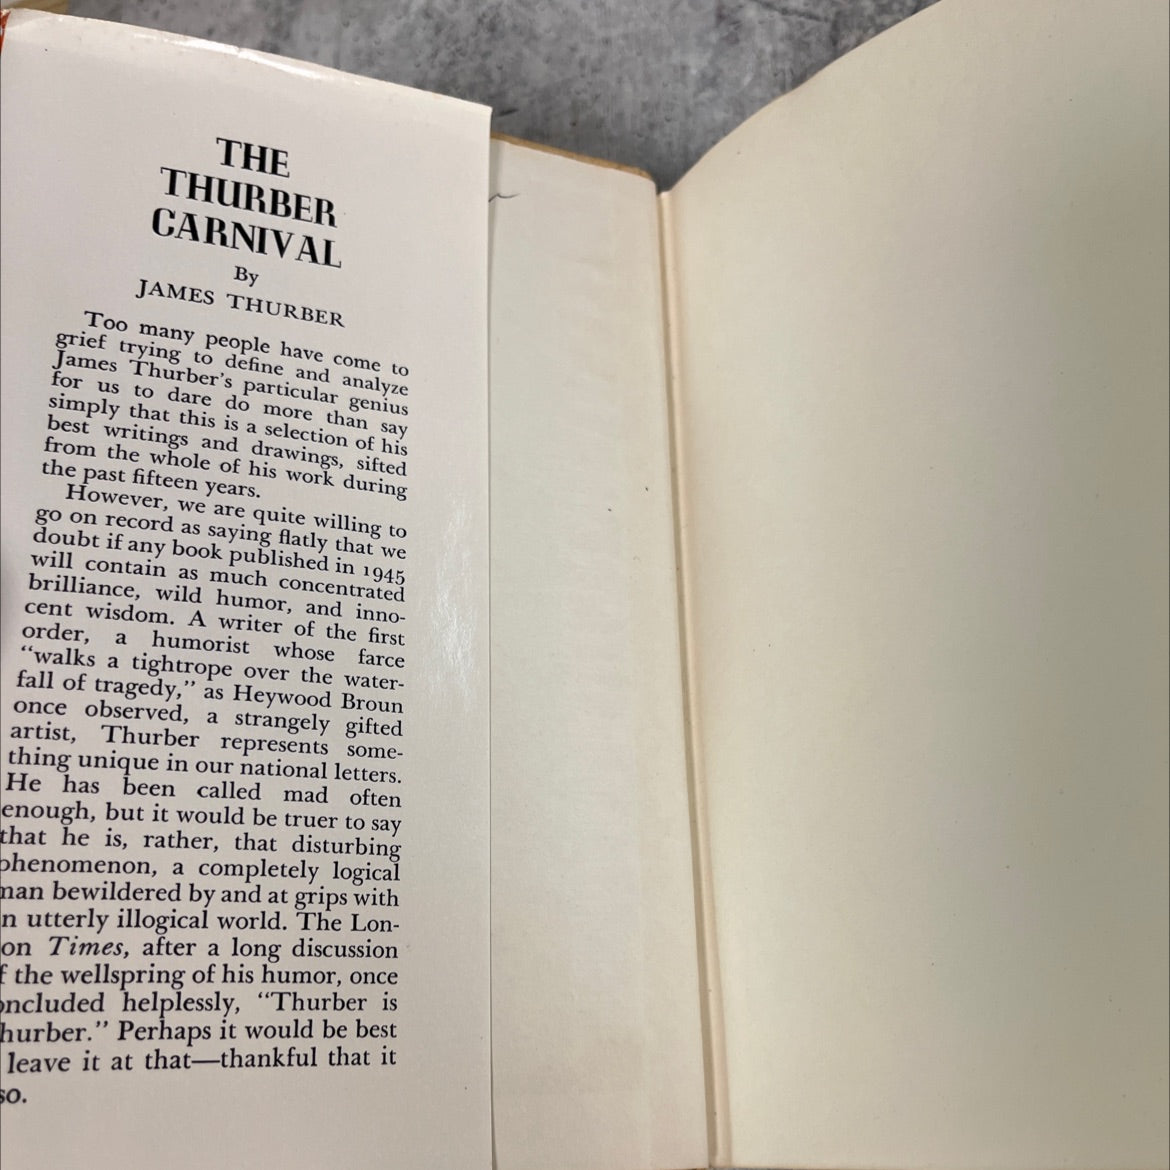 THE
THURBER
CARNIVAL
By
JAMES THURBER
Too many people have come to
grief trying to define and analyze
James Thurber's particular genius
for us to dare do more than say
simply that this is a selection of his
best writings and drawings, sifted
from the whole of his work during
the past fifteen years.
However, we are quite willing to
go on record as saying flatly that we
doubt if any book published in 1945
will contain as much concentrated
brilliance, wild humor, and inno-
cent wisdom. A writer of the first
order, a humorist whose farce
“walks a tightrope over the water-
fall of tragedy,” as Heywood Broun
once observed, a strangely gifted
artist, Thurber represents some-
thing unique in our national letters.
He has been called mad often
enough, but it would be truer to say
that he is, rather, that disturbing
phenomenon, a completely logical
man bewildered by and at grips with
n utterly illogical world. The Lon-
on Times, after a long discussion
f the wellspring of his humor, once
oncluded helplessly, “Thurber is
hurber.” Perhaps it would be best
leave it at that—thankful that it
so.